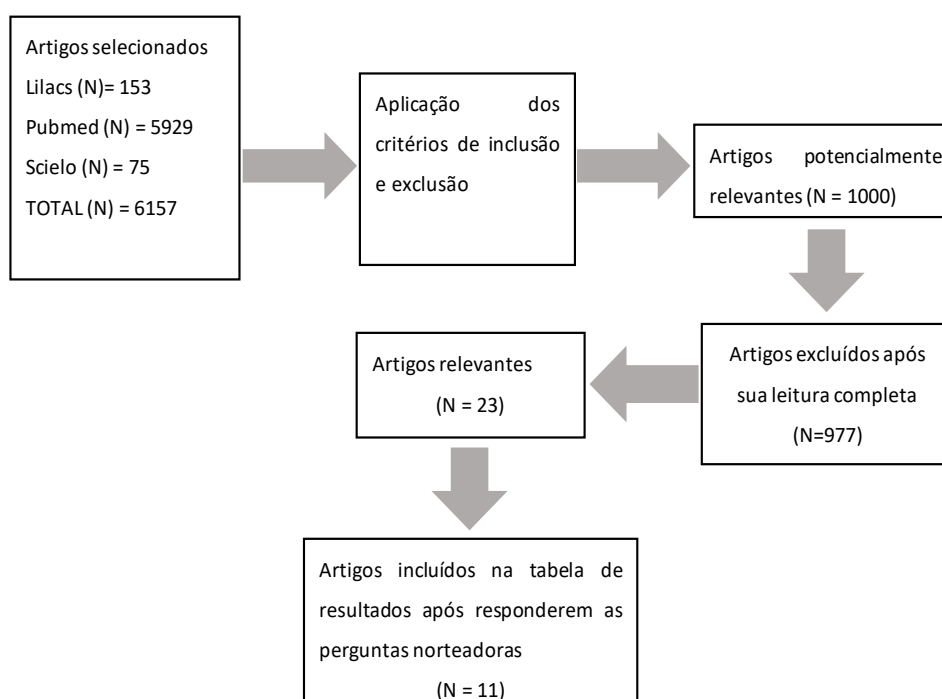 Artigos selecionados
Lilacs (N)= 153
Pubmed (N) = 5929
Scielo (N) = 75
TOTAL (N) = 6157
Aplicação dos
critérios de inclusão
e exclusão
Artigos potencialmente
relevantes (N = 1000)
Artigos excluídos após
sua leitura completa
(N=977)
Artigos relevantes
(N = 23)
Artigos incluídos na tabela de
resultados após responderem as
perguntas norteadoras
(N = 11)